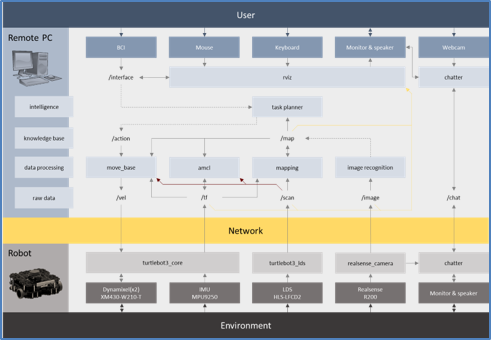 User
Remote PC
BCI
Mouse
Keyboard
Monitor & speaker
Webcam
/interface
rviz
chatter
intelligence
task planner
knowledge base
/action
/map
data processing
move_base
amcl
mapping
image recognition
raw data
/vel
/tf
/scan
/image
/chat
Network
Robot
turtlebot3_core
turtlebot3_lds
realsense_camera
chatter
Dynamixel(x2)
XM430-W210-T
IMU
MPU9250
LDS
HLS-LFCD2
Realsense
R200
Monitor & speaker
Environment